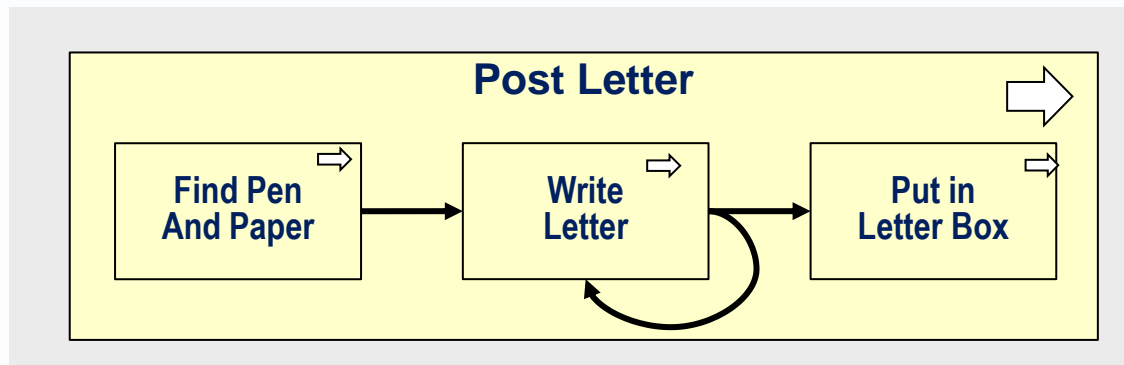 Post Letter
Find Pen
And Paper
Write
Letter
Put in
Letter Box